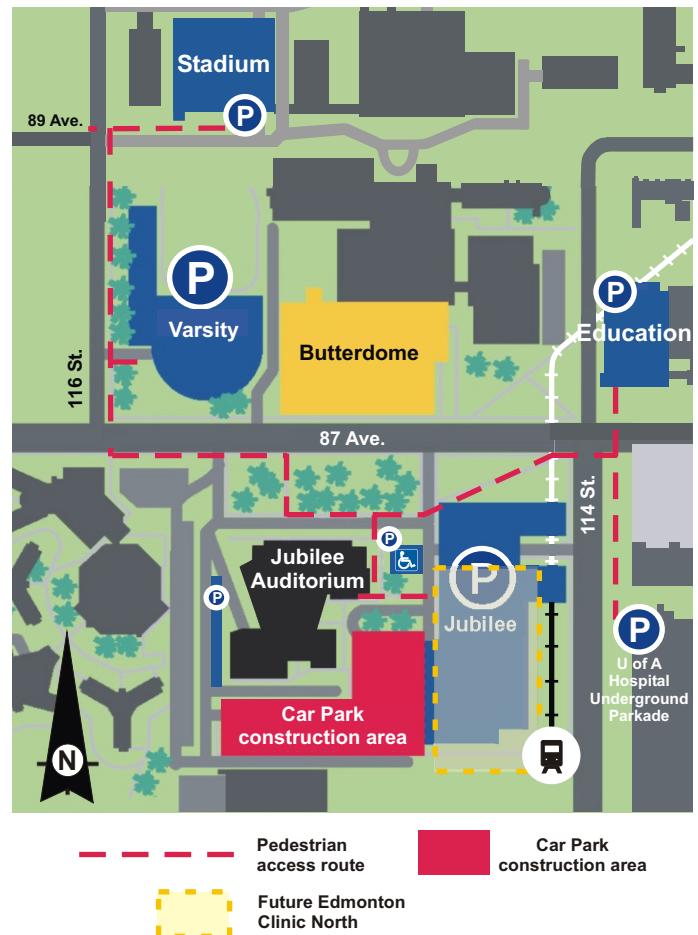 Stadium
P
89 Ave.
P
P
Varsity
Education
Butterdome
116 St.
87 Ave.
114 St.
P
Jubilee
Auditorium
P
P
Jubilee
P
U of A
Hospital
Underground
Parkade
Car Park
construction area
N
Pedestrian
access route
Car Park
construction area
Future Edmonton
Clinic North